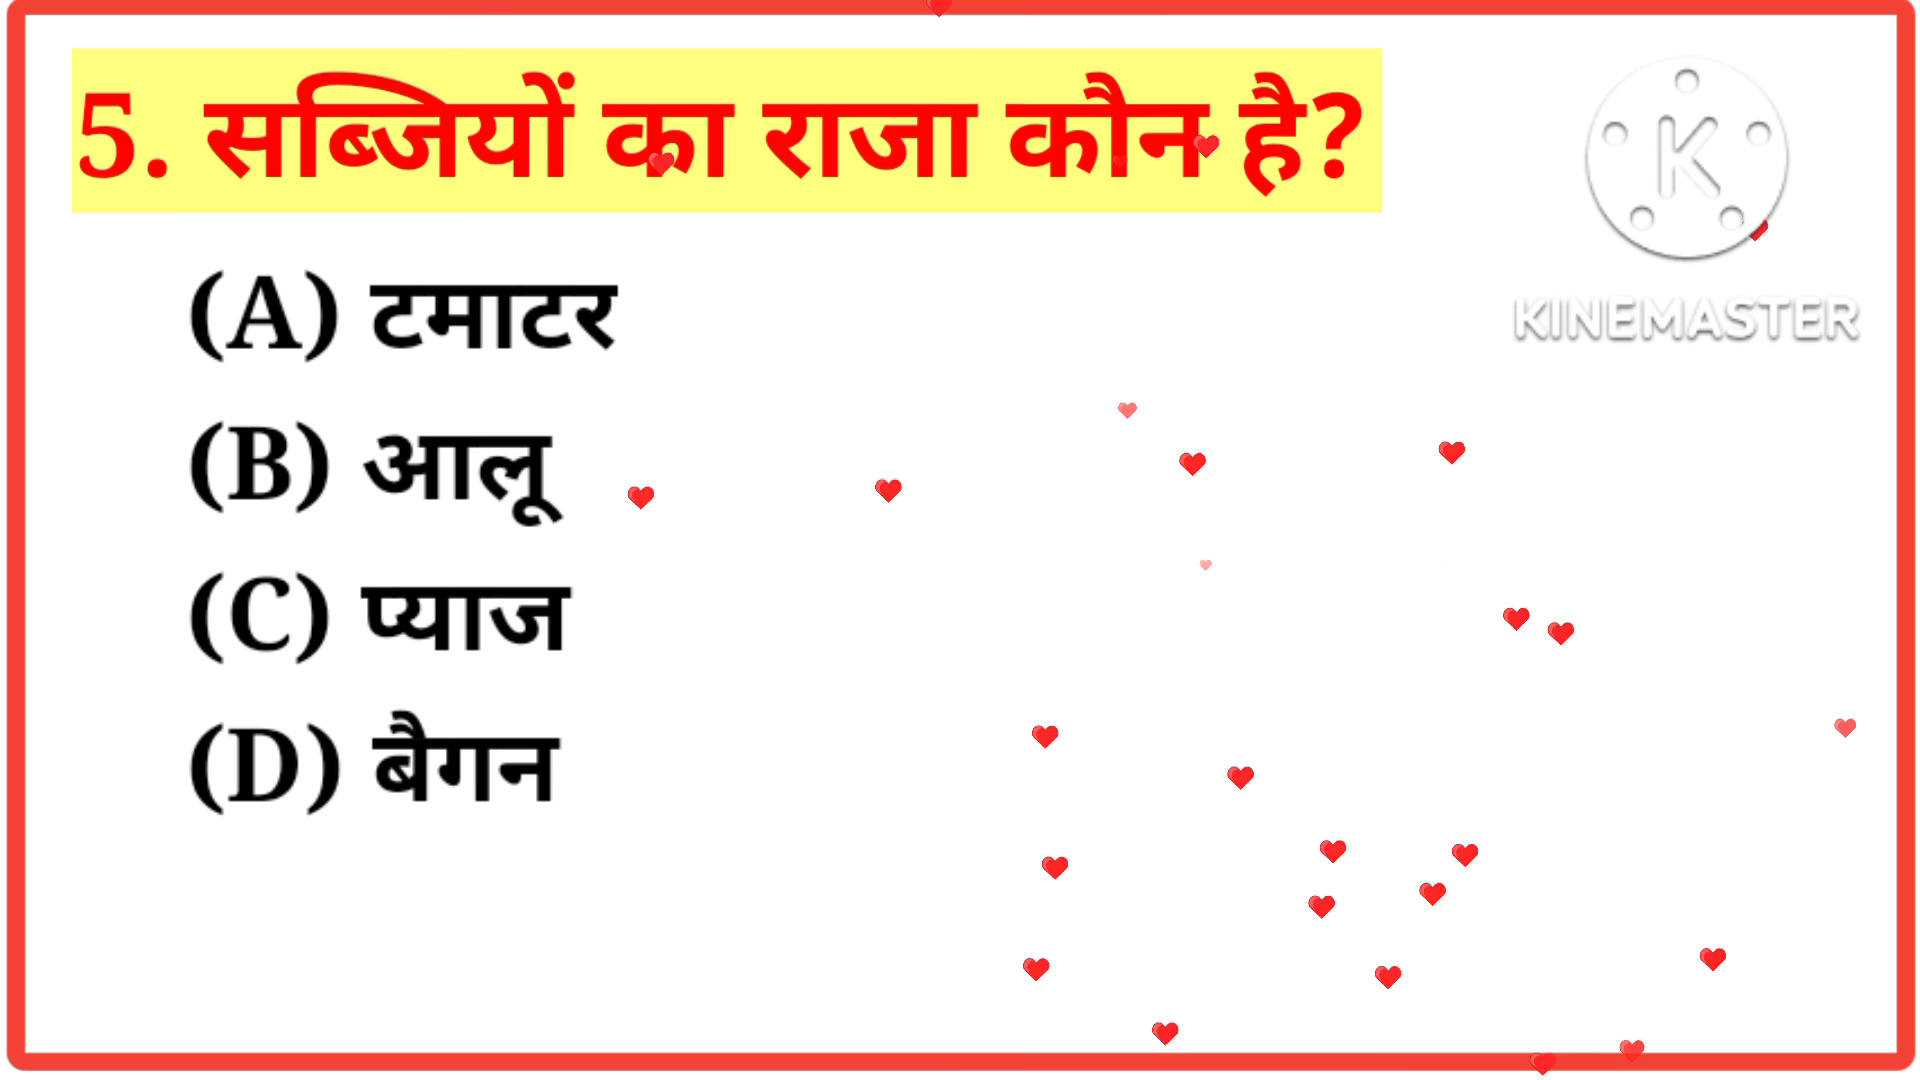 5. सब्जियों का राजा कौन है?
(A) टमाटर
(B) आलू
(C) प्याज
(D) बैगन
K
KINEMASTER